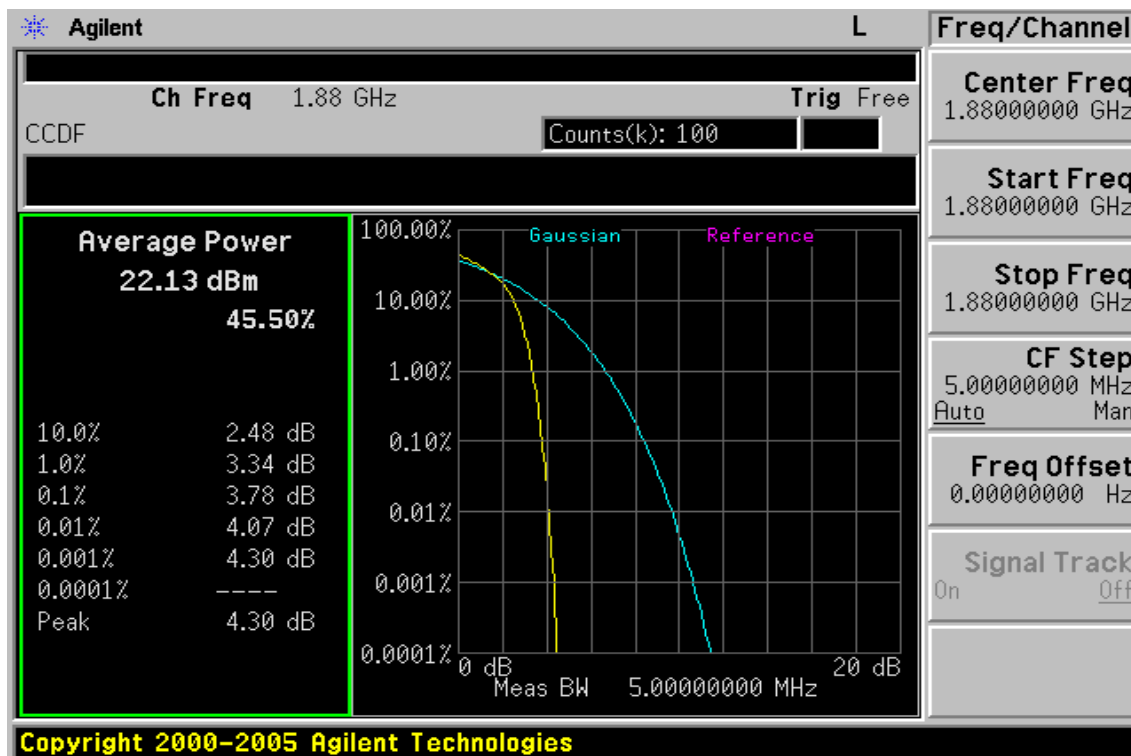 Agilent
L
Freq/Channel
Ch Freq 1.88 GHz
Trig Free
CCDF
Counts(k): 100
Average Power
22.13 dBm
45.50%
10.0% 2.48 dB
1.0% 3.34 dB
0.1% 3.78 dB
0.01% 4.07 dB
0.001% 4.30 dB
0.0001% ----
Peak 4.30 dB
Gaussian
Reference
100.00%
10.00%
1.00%
0.10%
0.01%
0.001%
0.0001%
0 dB
20 dB
Meas BW 5.00000000 MHz
Center Freq
1.88000000 GHz
Start Freq
1.88000000 GHz
Stop Freq
1.88000000 GHz
CF Step
5.00000000 MHz
Auto Man
Freq Offset
0.00000000 Hz
Signal Track
On Off
Copyright 2000-2005 Agilent Technologies